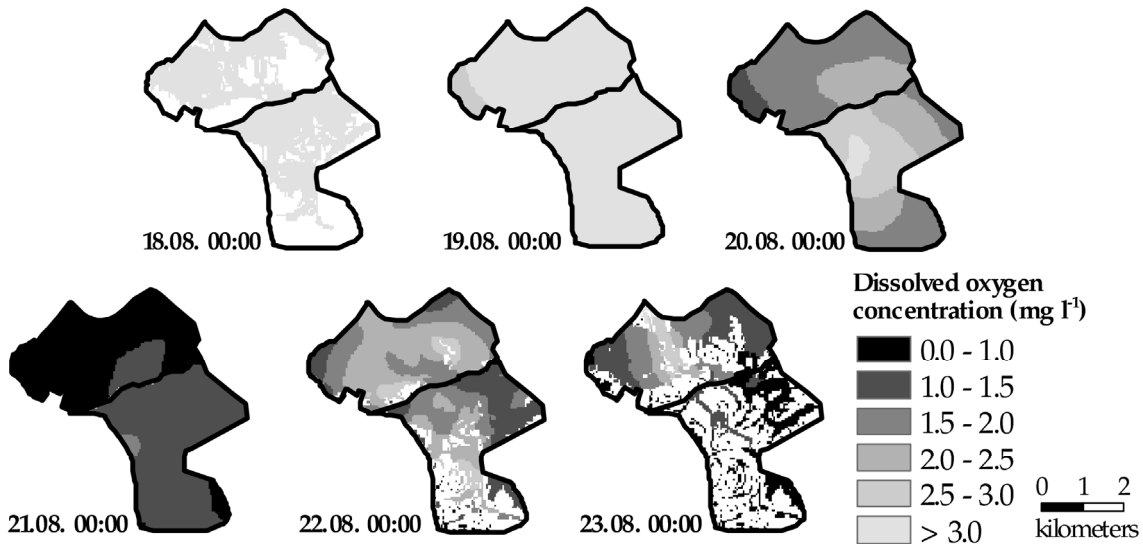 18.08. 00:00
19.08. 00:00
20.08. 00:00
21.08. 00:00
22.08. 00:00
23.08. 00:00
Dissolved oxygen
concentration (mg l⁻¹)
0.0 - 1.0
1.0 - 1.5
1.5 - 2.0
2.0 - 2.5
2.5 - 3.0
> 3.0
0 1 2
kilometers